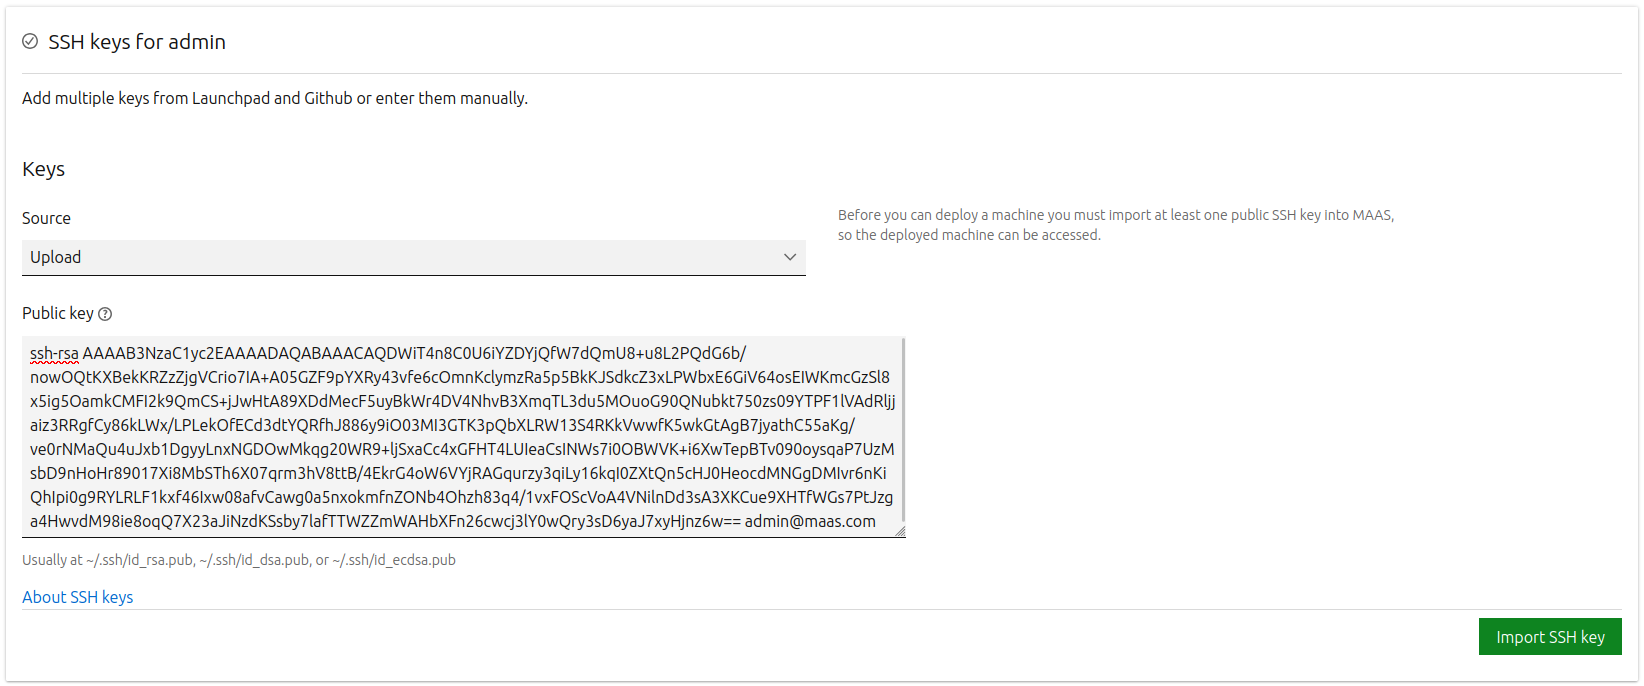 SSH keys for admin
Add multiple keys from Launchpad and Github or enter them manually.
Keys
Source
Before you can deploy a machine you must import at least one public SSH key into MAAS,
so the deployed machine can be accessed.
Upload
Public key
ssh-rsa AAAAB3NzaC1yc2EAAAADAQABAAACAQDWiT4n8C0U6iYZDYjQfW7dQmU8+u8L2PQdG6b/
nowOQtKXBekKRZzZjgVCrio7IA+A05GZF9pYXRy43vfe6cOmnKclymzRa5p5BkKJSdkcZ3xLPWbxE6GiV64osEIWKmcGzSl8
x5ig5OamkCMFI2k9QmCS+jJwHtA89XDdMecF5uyBkWr4DV4NhvB3XmqTL3du5MOuoG90QNubkt750zs09YTPF1lVAdRljj
aiz3RRgfCy86kLWx/LPLekOfECd3dtYQRfhJ886y9iO03MI3GTK3pQbXLRW13S4RKkVwwfK5wkGtAgB7jyathC55aKg/
ve0rNMaQu4uJxb1DgyyLnxNGDOwMkqg20WR9+ljSxaCc4xGFHT4LUIeaCsINWs7i0OBWVK+i6XwTepBTv090oysqaP7UzM
sbD9nHoHr89017Xi8MbSTh6X07qrm3hV8ttB/4EkrG4oW6VYjRAGqurzy3qiLy16kqI0ZXtQn5cHJ0HeocdMNGgDMIvr6nKi
QhIpi0g9RYLRLF1kxf46Ixw08afvCawg0a5nxokmfnZONb4Ohzh83q4/1vxFOScVoA4VNilnDd3sA3XKCue9XHTfWGs7PtJzg
a4HwvdM98ie8oqQ7X23aJiNzdKSsby7lafTTWZZmWAHbXFn26cwcj3lY0wQry3sD6yaJ7xyHjnz6w== admin@maas.com
Usually at ~/.ssh/id_rsa.pub, ~/.ssh/id_dsa.pub, or ~/.ssh/id_ecdsa.pub
About SSH keys
Import SSH key